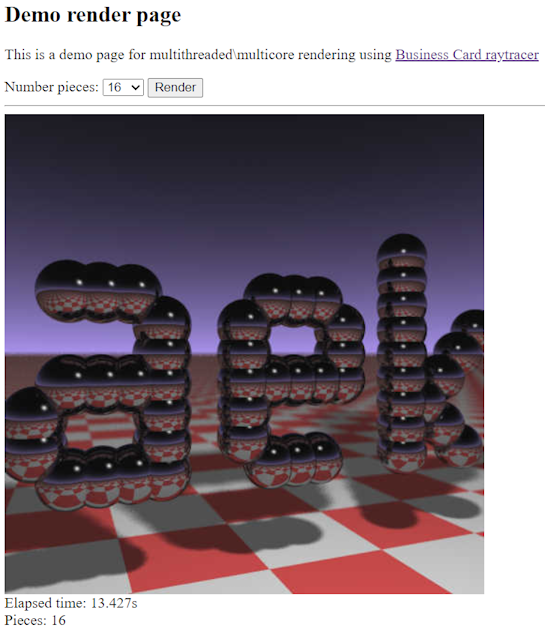 Demo render page
This is a demo page for multithreaded\multicore rendering using Business Card raytracer
Number pieces: 16 Render
aek
Elapsed time: 13.427s
Pieces: 16